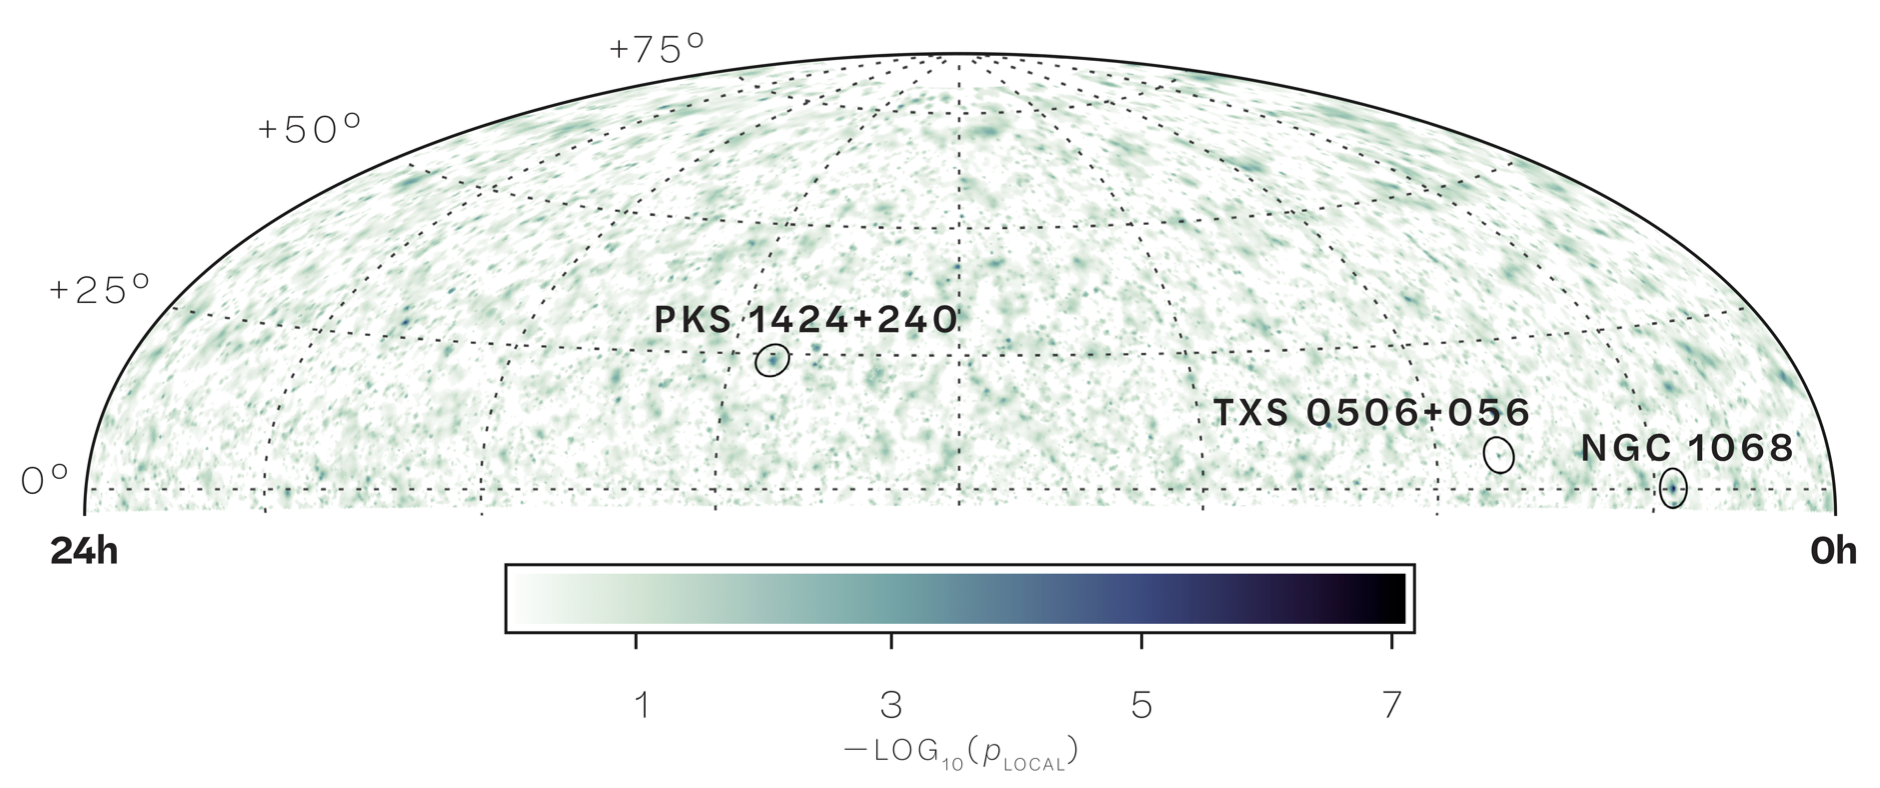 +75°
+50°
+25°
PKS 1424+240
TXS 0506+056
NGC 1068
0°
24h
0h
1 3 5 7
−LOG₁₀(pLOCAL)